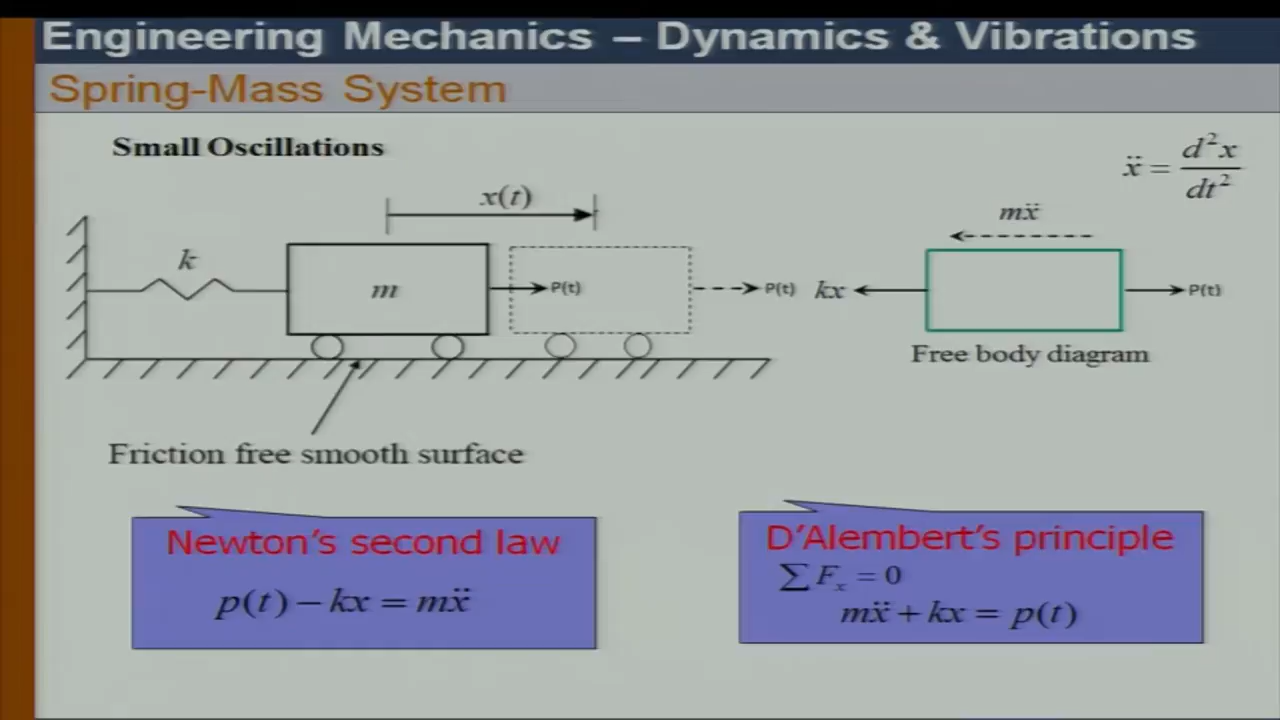 Engineering Mechanics – Dynamics & Vibrations
Spring-Mass System
Small Oscillations
ẍ = d²x/dt²
x(t)
mẍ
k
m
P(t)
P(t)
kx
P(t)
Free body diagram
Friction free smooth surface
Newton's second law
p(t) − kx = mẍ
D'Alembert's principle
∑ Fₓ = 0
mẍ + kx = p(t)